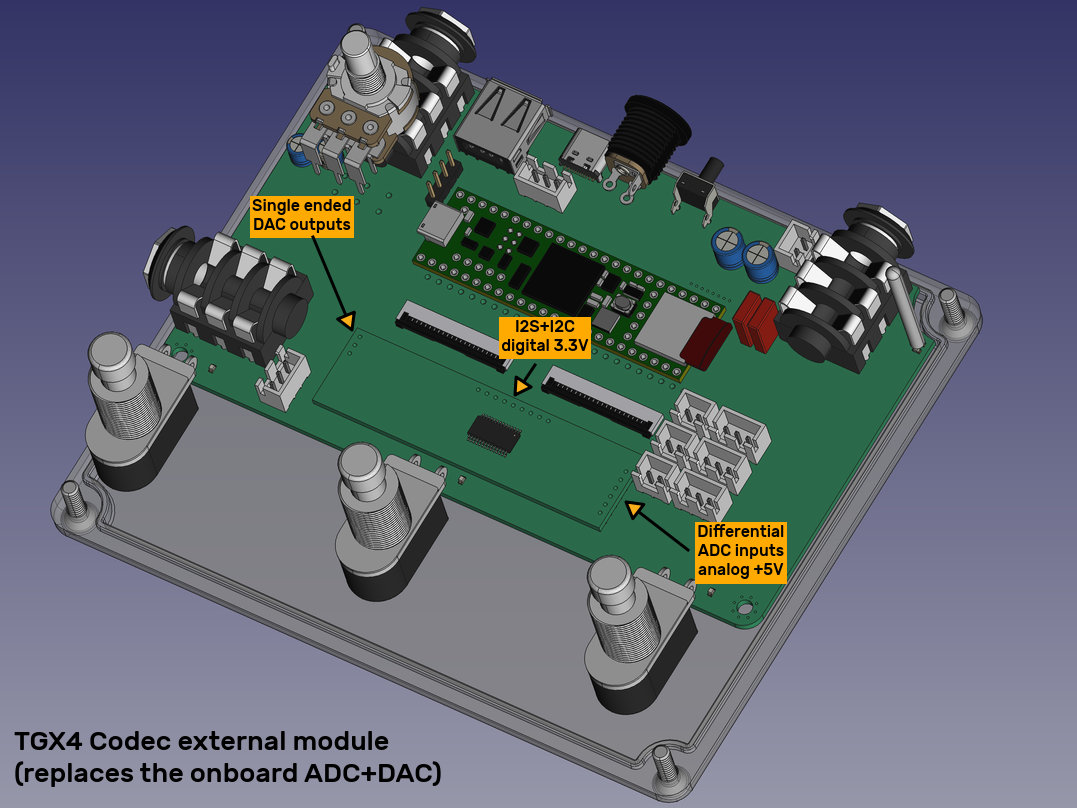 Single ended
DAC outputs
I2S+I2C
digital 3.3V
Differential
ADC inputs
analog +5V
TGX4 Codec external module
(replaces the onboard ADC+DAC)